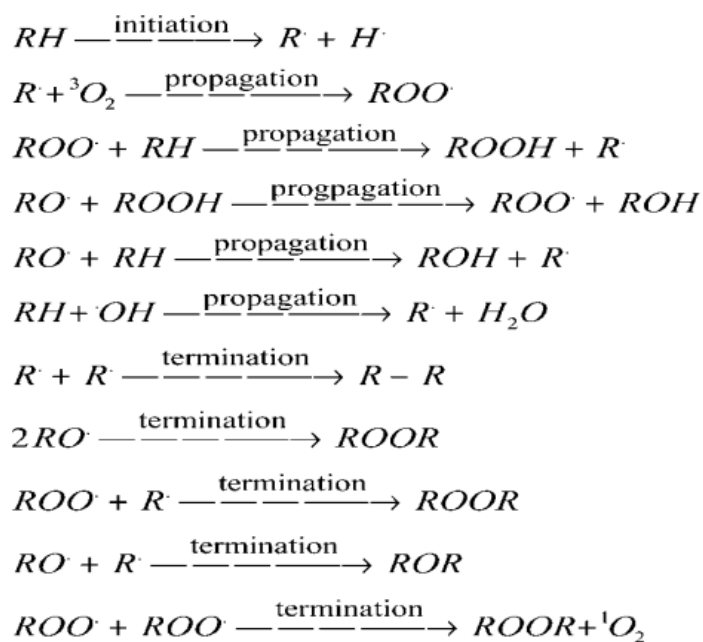 RH —initiation→ R· + H·
R· + ³O₂ —propagation→ ROO·
ROO· + RH —propagation→ ROOH + R·
RO· + ROOH —progpagation→ ROO· + ROH
RO· + RH —propagation→ ROH + R·
RH + ·OH —propagation→ R· + H₂O
R· + R· —termination→ R – R
2RO· —termination→ ROOR
ROO· + R· —termination→ ROOR
RO· + R· —termination→ ROR
ROO· + ROO· —termination→ ROOR+¹O₂